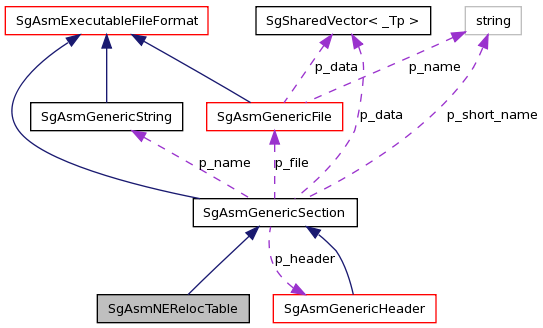 SgAsmExecutableFileFormat
SgSharedVector< _Tp >
string
p_data
p_name
SgAsmGenericString
SgAsmGenericFile
p_data
p_short_name
p_name
p_file
SgAsmGenericSection
p_header
SgAsmNERelocTable
SgAsmGenericHeader